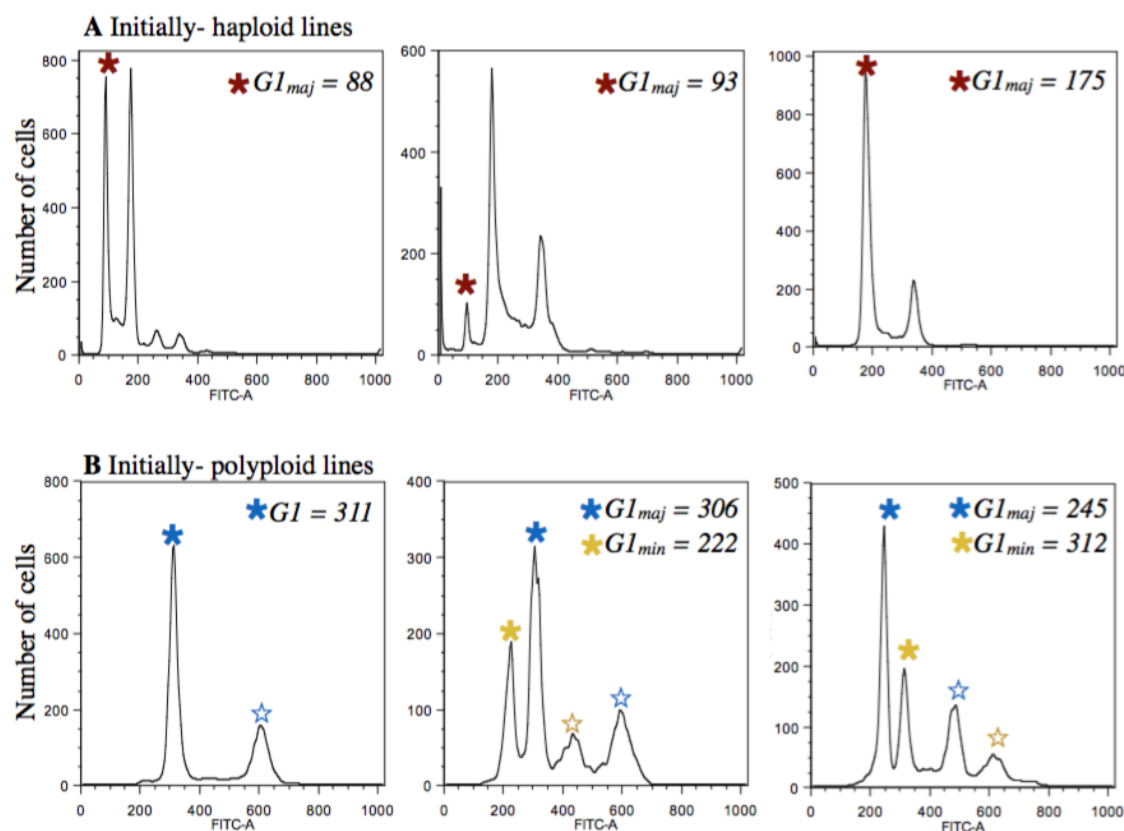 A Initially- haploid lines
Number of cells
800
600
400
200
0
G1maj = 88
0 200 400 600 800 1000
FITC-A
600
400
200
0
G1maj = 93
0 200 400 600 800 1000
FITC-A
1000
800
600
400
200
0
G1maj = 175
0 200 400 600 800 1000
FITC-A
B Initially- polyploid lines
Number of cells
800
600
400
200
0
G1 = 311
0 200 400 600 800 1000
FITC-A
400
300
200
100
0
G1maj = 306
G1min = 222
0 200 400 600 800 1000
FITC-A
500
400
300
200
100
0
G1maj = 245
G1min = 312
0 200 400 600 800 1000
FITC-A